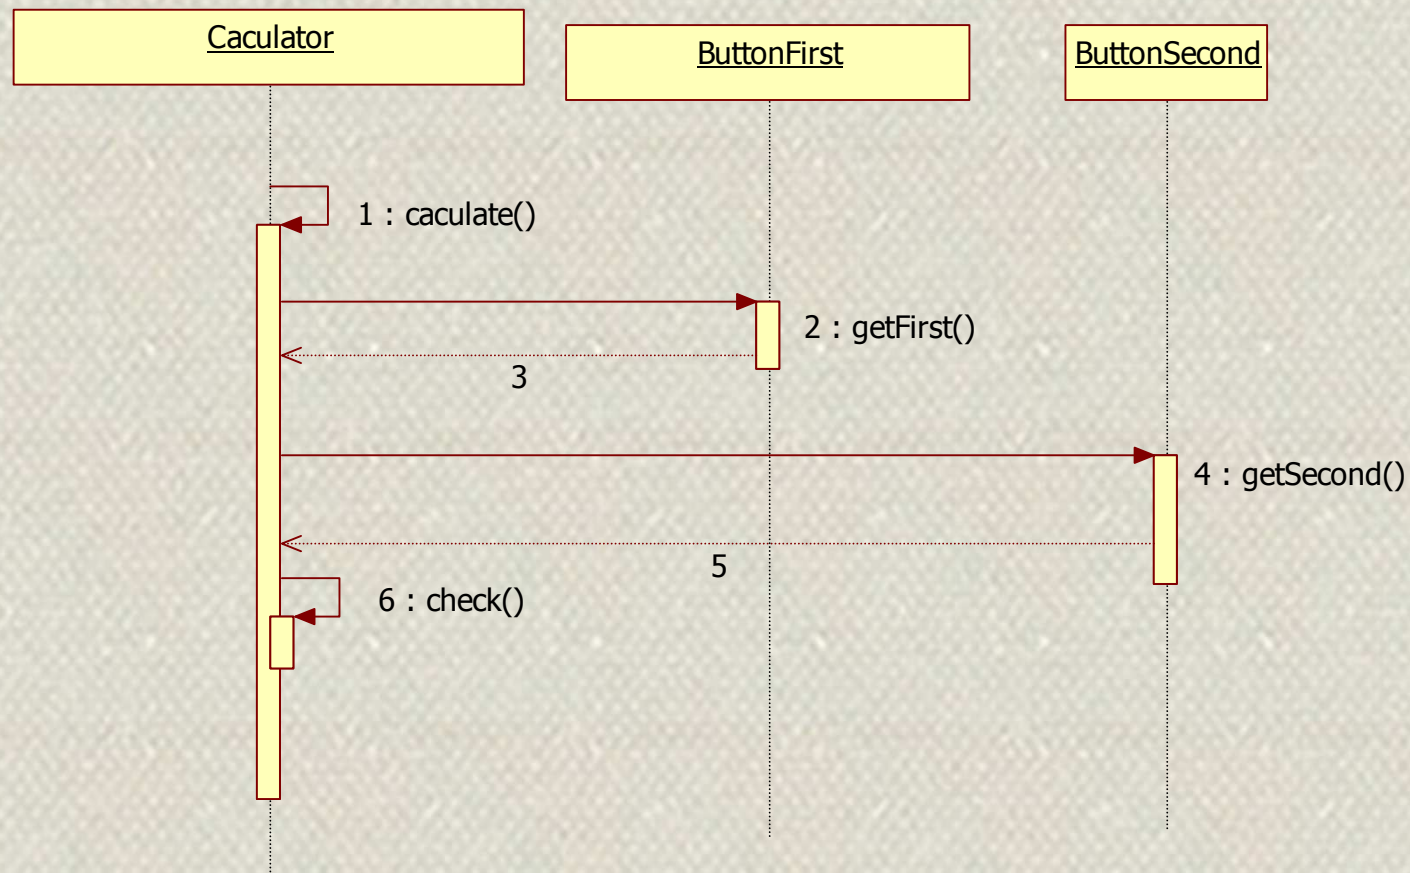 Caculator
ButtonFirst
ButtonSecond
1 : caculate()
2 : getFirst()
3
4 : getSecond()
5
6 : check()